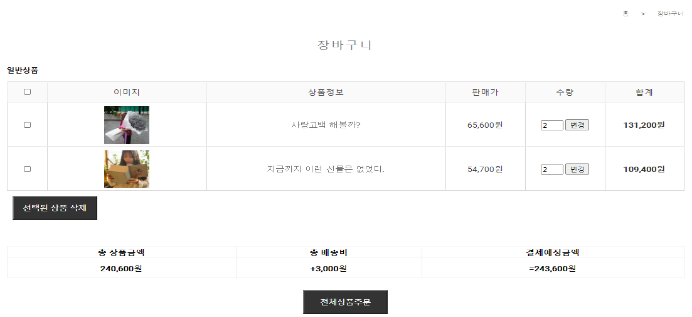 홈 > 장바구니
장바구니
일반상품
이미지 상품정보 판매가 수량 합계
사랑고백 해볼까? 65,600원 2 변경 131,200원
지금까지 이런 선물은 없었다. 54,700원 2 변경 109,400원
선택된 상품 삭제
총 상품금액 총 배송비 결제예정금액
240,600원 +3,000원 =243,600원
전체상품주문